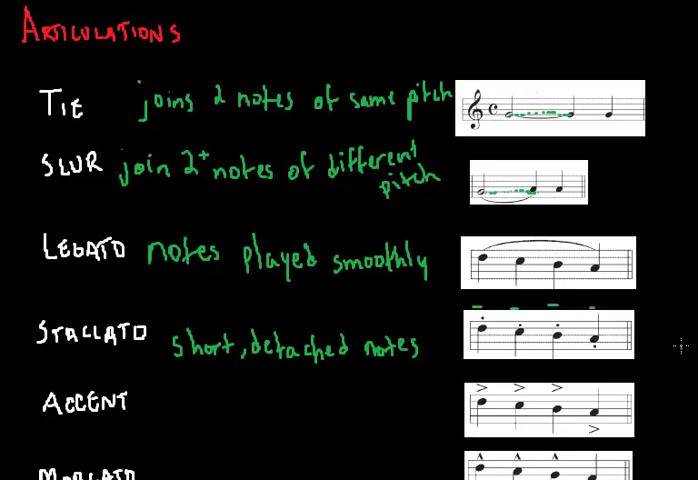 ARTICULATIONS
TIE joins 2 notes of same pitch
SLUR join 2+ notes of different
pitch
LEGATO notes played smoothly
STACCATO short, detached notes
ACCENT